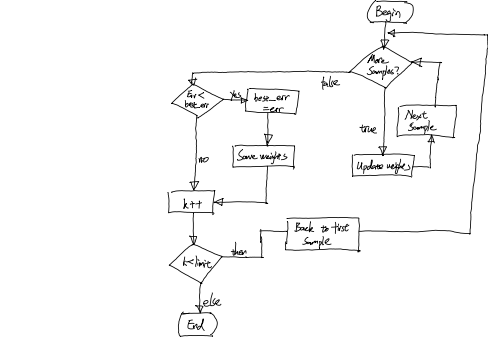 Begin
More
Samples?
false
true
Err <
best_err
Yes
best_err
=err
Next
Sample
no
Save weights
Update weights
k++
Back to first
Sample
k<limit
then
else
End